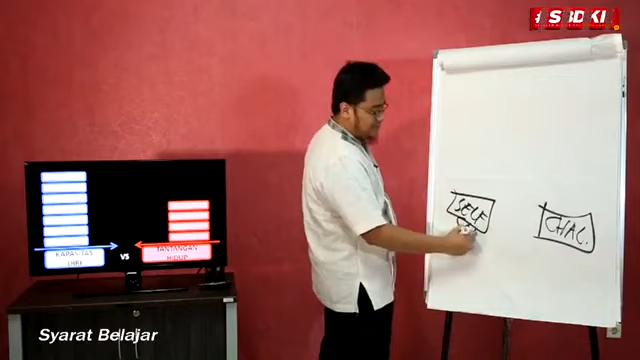 #SBDKI
SELF
CHAL.
KAPASITAS
DIRI
VS
TANTANGAN
HIDUP
Syarat Belajar